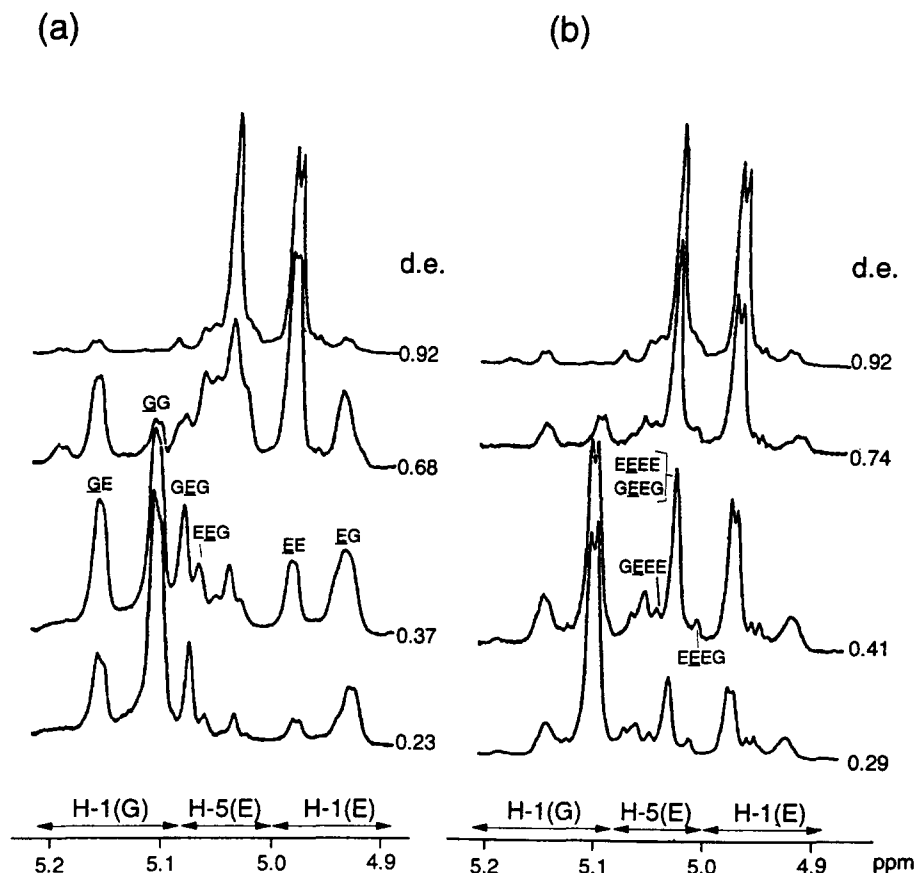 (a)
(b)
d.e.
d.e.
0.92
0.92
GG
0.68
0.74
GE
GEG
EEG
EE
EG
EEEE
GEEG
GEEE
0.37
0.41
EEEG
0.23
0.29
H-1(G) H-5(E) H-1(E)
H-1(G) H-5(E) H-1(E)
5.2 5.1 5.0 4.9
5.2 5.1 5.0 4.9 ppm